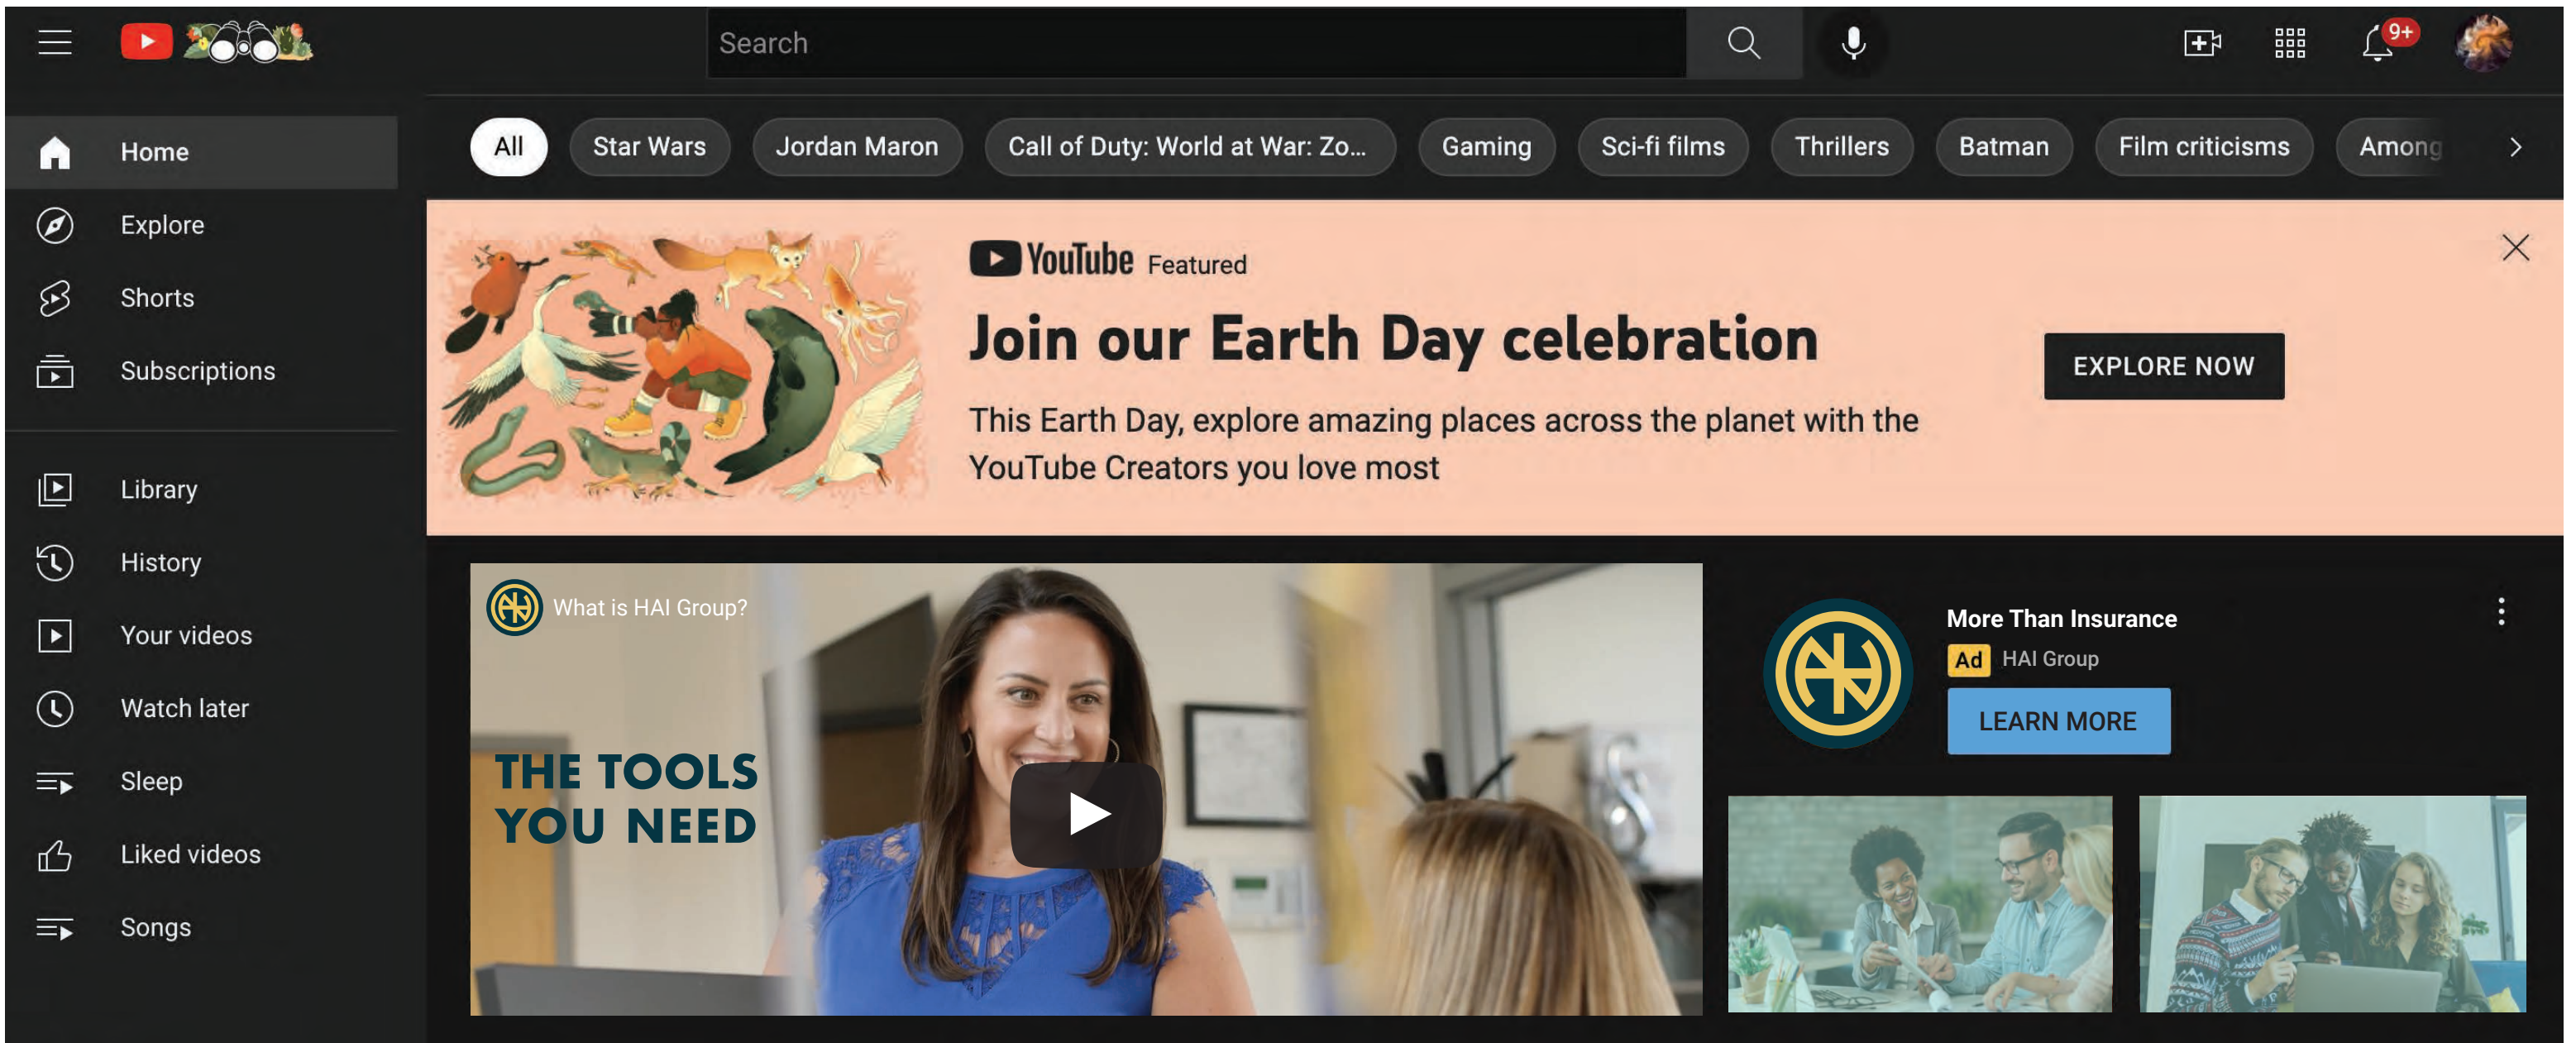 Search
9+
Home
Explore
Shorts
Subscriptions
Library
History
Your videos
Watch later
Sleep
Liked videos
Songs
All
Star Wars
Jordan Maron
Call of Duty: World at War: Zo...
Gaming
Sci-fi films
Thrillers
Batman
Film criticisms
Among
YouTube Featured
Join our Earth Day celebration
This Earth Day, explore amazing places across the planet with the
YouTube Creators you love most
EXPLORE NOW
What is HAI Group?
THE TOOLS
YOU NEED
More Than Insurance
Ad HAI Group
LEARN MORE